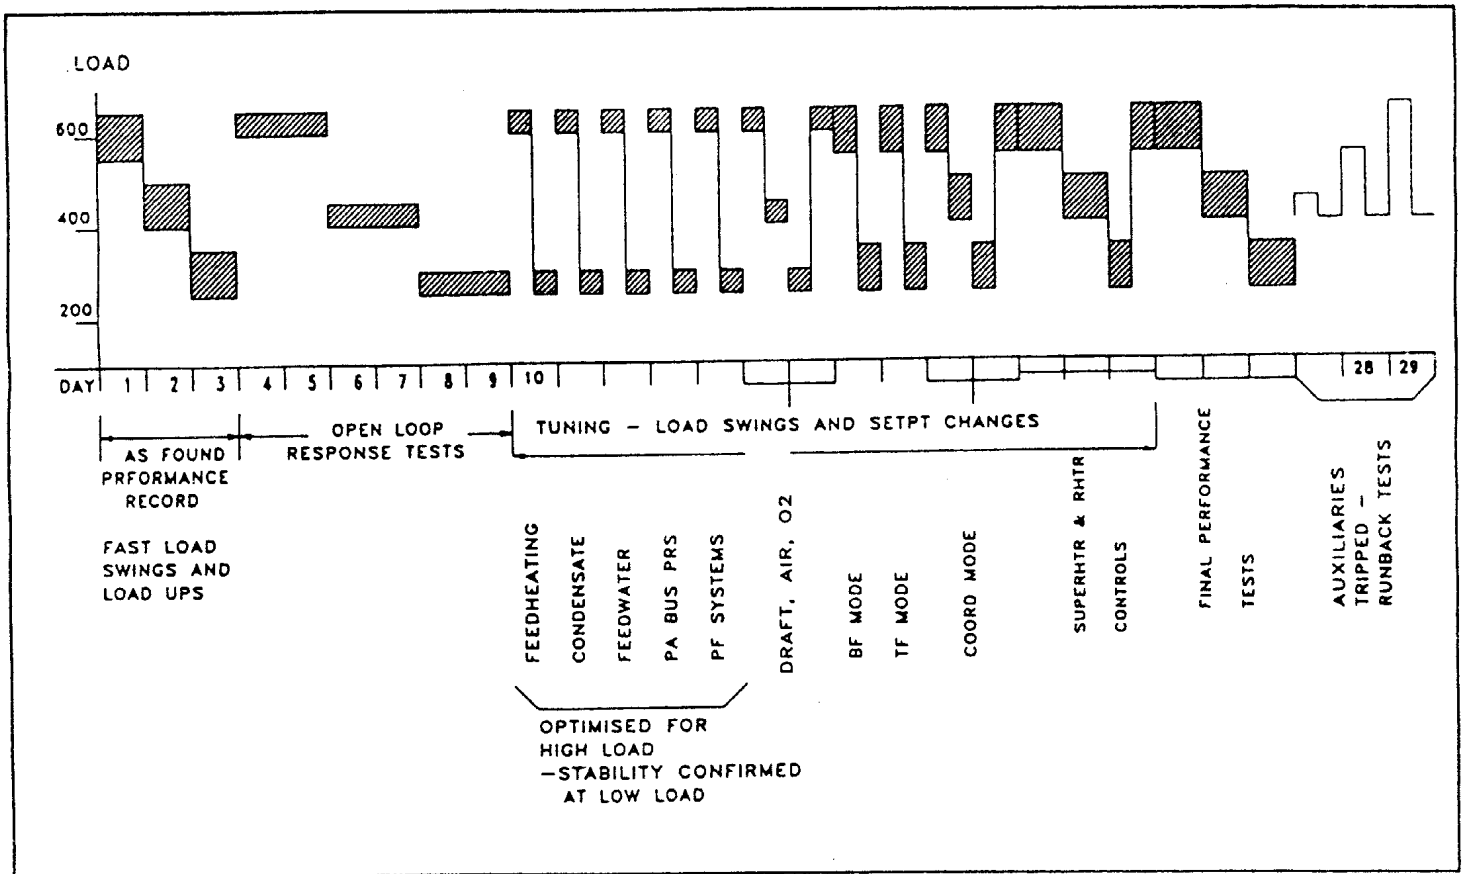 LOAD
600
400
200
DAY 1 2 3 4 5 6 7 8 9 10 28 29
AS FOUND
PRFORMANCE
RECORD
FAST LOAD
SWINGS AND
LOAD UPS
OPEN LOOP
RESPONSE TESTS
TUNING – LOAD SWINGS AND SETPT CHANGES
FEEDHEATING
CONDENSATE
FEEDWATER
PA BUS PRS
PF SYSTEMS
DRAFT, AIR, O2
BF MODE
TF MODE
COORD MODE
SUPERHTR & RHTR
CONTROLS
FINAL PERFORMANCE
TESTS
AUXILIARIES
TRIPPED –
RUNBACK TESTS
OPTIMISED FOR
HIGH LOAD
–STABILITY CONFIRMED
AT LOW LOAD